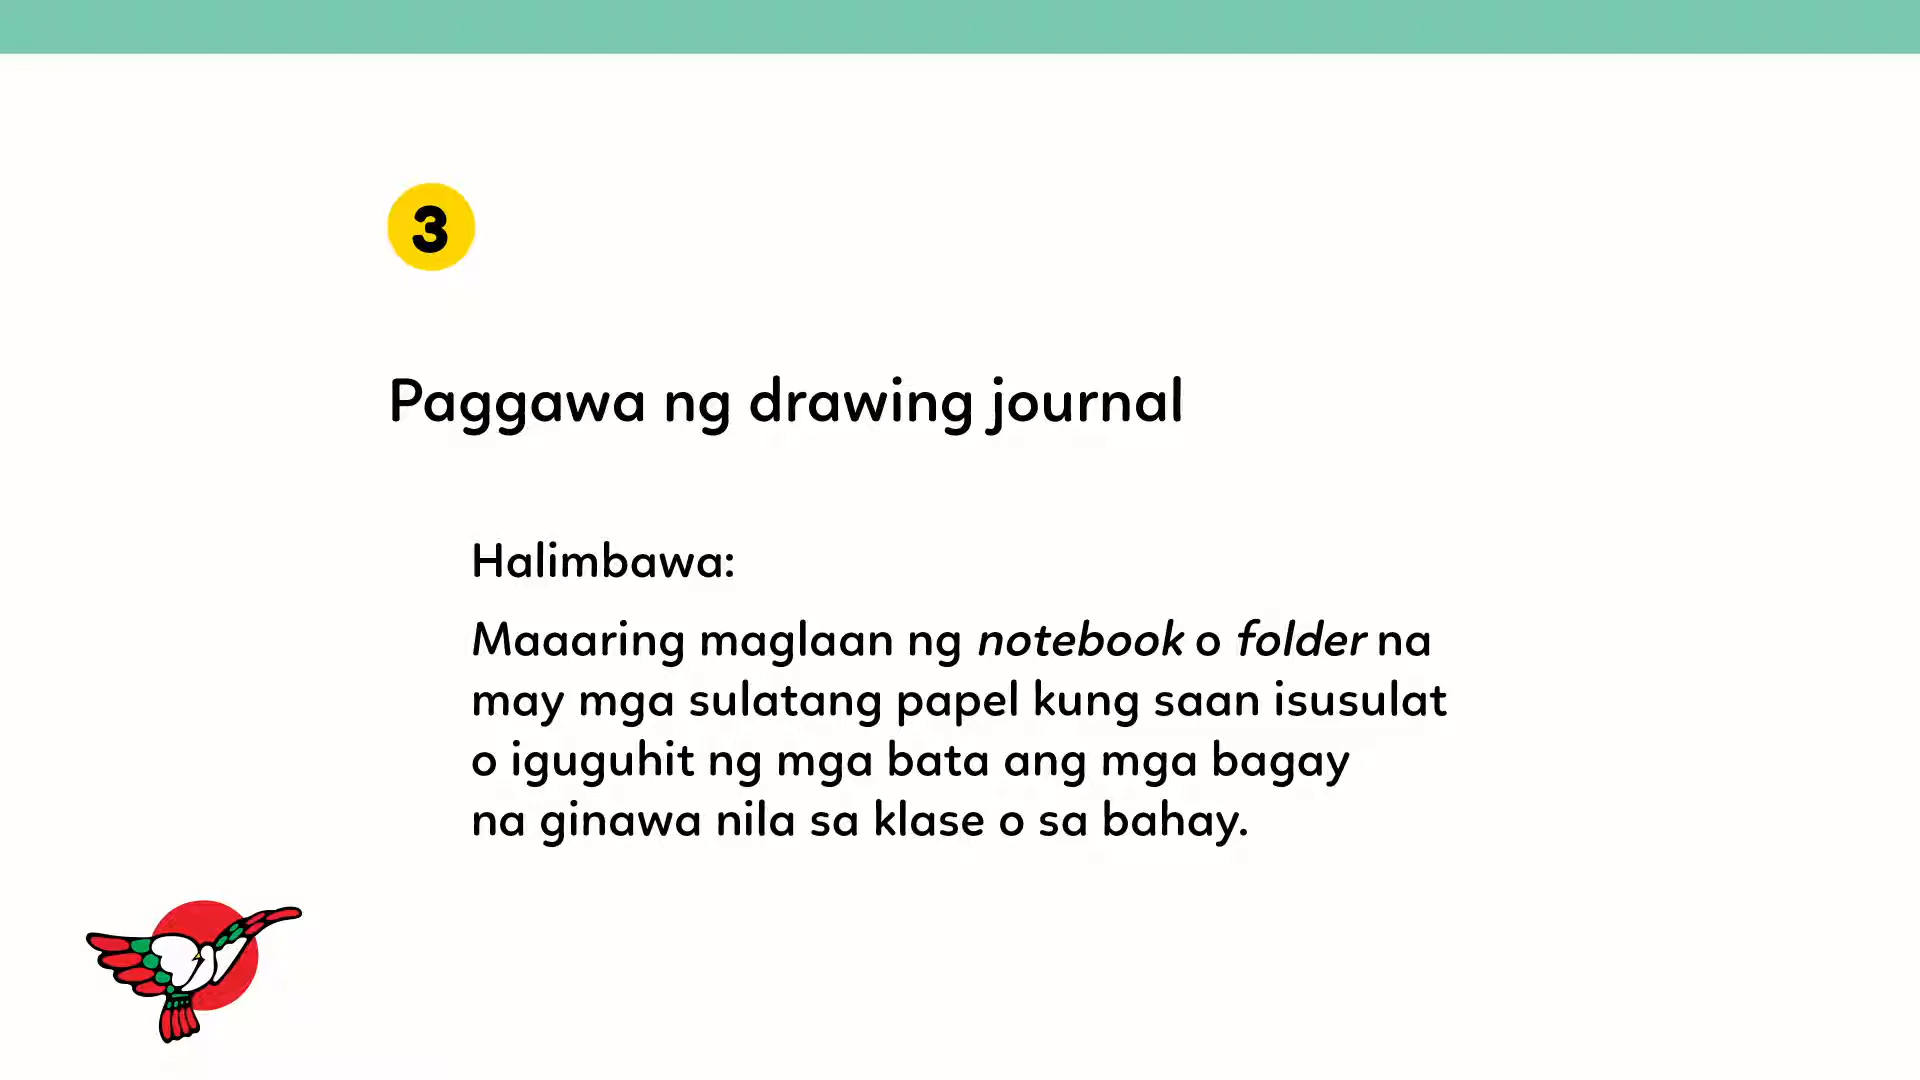 3
Paggawa ng drawing journal
Halimbawa:
Maaaring maglaan ng notebook o folder na
may mga sulatang papel kung saan isusulat
o iguguhit ng mga bata ang mga bagay
na ginawa nila sa klase o sa bahay.